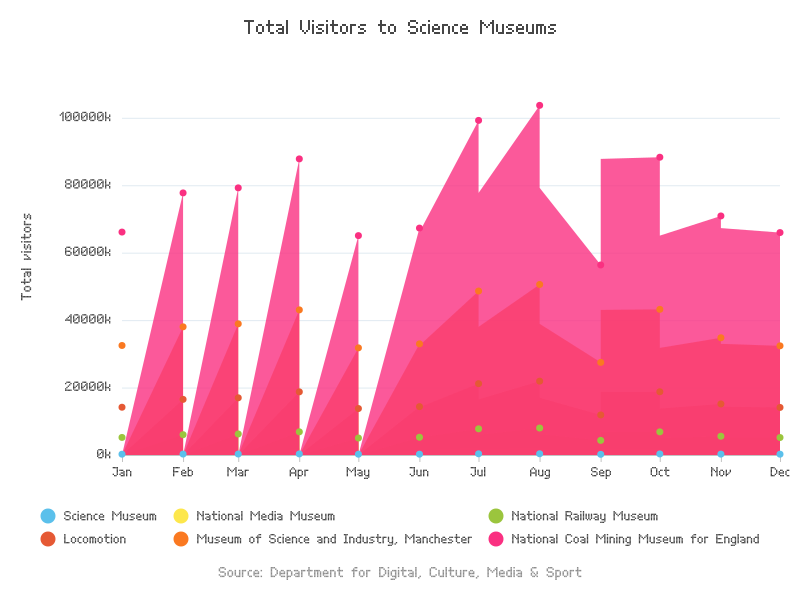 Total Visitors to Science Museums
Total visitors
100000k
80000k
60000k
40000k
20000k
0k
Jan Feb Mar Apr May Jun Jul Aug Sep Oct Nov Dec
Science Museum National Media Museum National Railway Museum
Locomotion Museum of Science and Industry, Manchester National Coal Mining Museum for England
Source: Department for Digital, Culture, Media & Sport